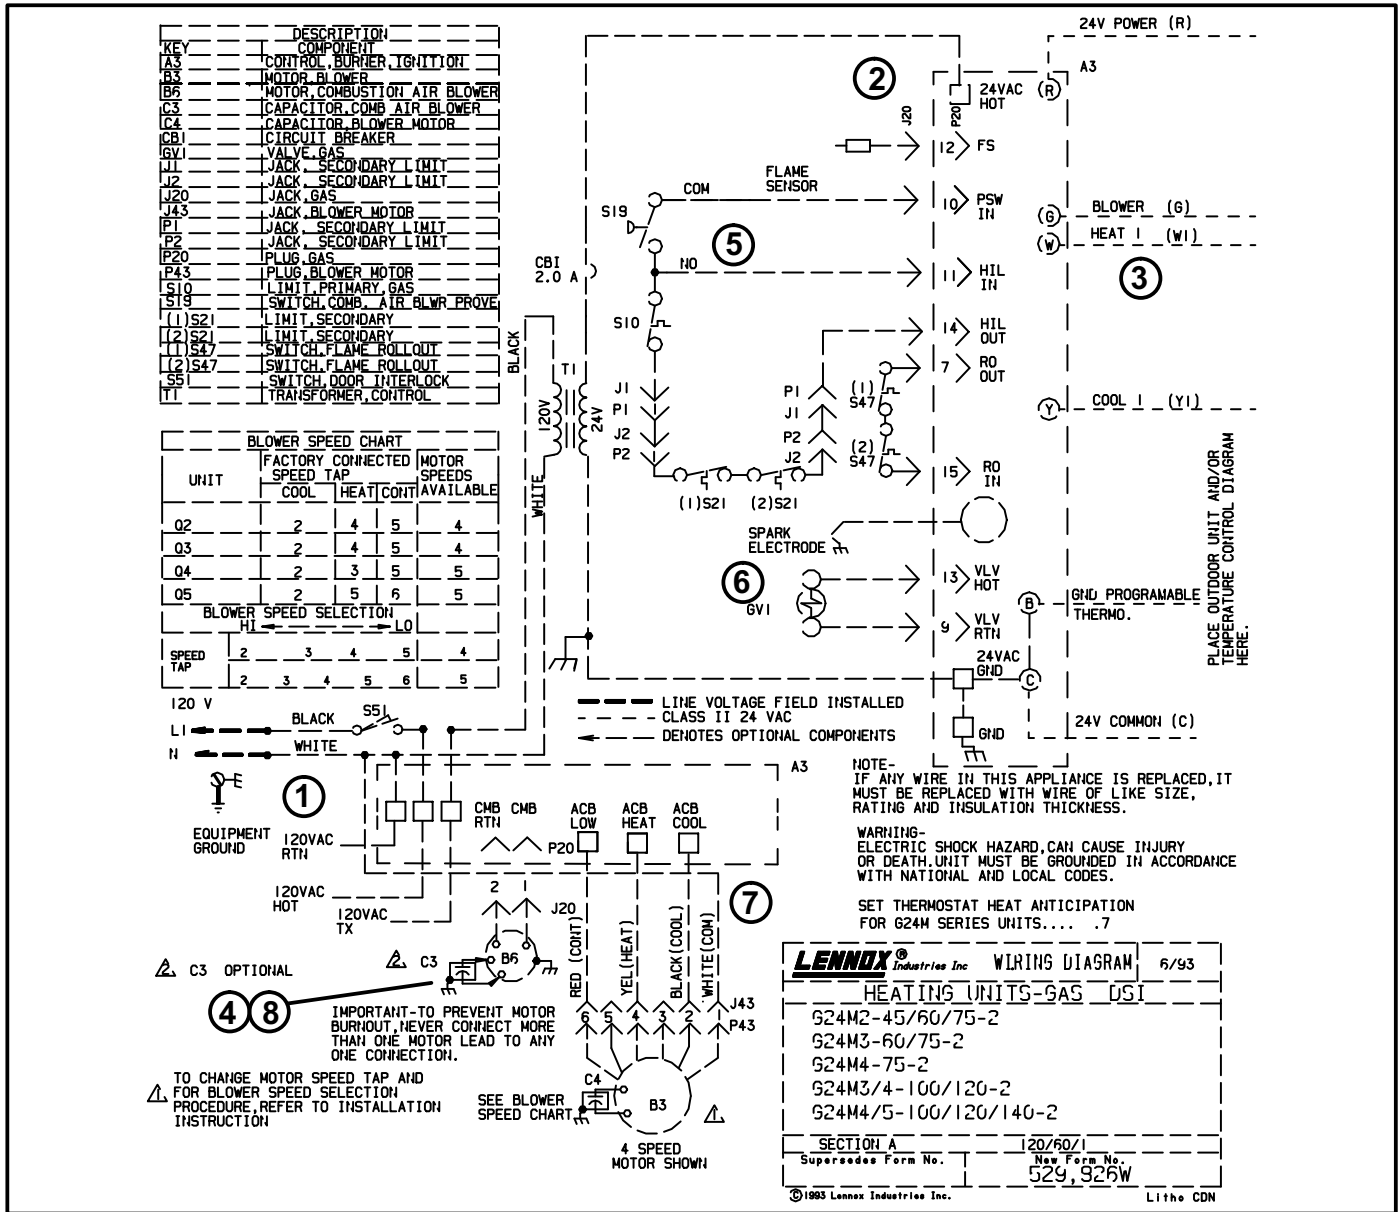 DESCRIPTION
KEY COMPONENT
A3 CONTROL,BURNER,IGNITION
B3 MOTOR,BLOWER
B6 MOTOR,COMBUSTION AIR BLOWER
C3 CAPACITOR,COMB AIR BLOWER
C4 CAPACITOR,BLOWER MOTOR
CB1 CIRCUIT BREAKER
GV1 VALVE,GAS
J1 JACK, SECONDARY LIMIT
J2 JACK, SECONDARY LIMIT
J20 JACK,GAS
J43 JACK,BLOWER MOTOR
P1 JACK, SECONDARY LIMIT
P2 JACK, SECONDARY LIMIT
P20 PLUG,GAS
P43 PLUG,BLOWER MOTOR
S10 LIMIT,PRIMARY,GAS
S19 SWITCH,COMB. AIR BLWR PROVE
(1)S21 LIMIT,SECONDARY
(2)S21 LIMIT,SECONDARY
(1)S47 SWITCH,FLAME ROLLOUT
(2)S47 SWITCH,FLAME ROLLOUT
S51 SWITCH,DOOR INTERLOCK
T1 TRANSFORMER,CONTROL
BLOWER SPEED CHART
UNIT
FACTORY CONNECTED SPEED TAP
MOTOR SPEEDS AVAILABLE
COOL HEAT CONT
Q2 2 4 5 4
Q3 2 4 5 4
Q4 2 3 5 5
Q5 2 5 6 5
BLOWER SPEED SELECTION
HI LO
SPEED TAP
2 3 4 5 4
2 3 4 5 6 5
24V POWER (R)
A3
2
J20
P20
24VAC HOT
R
12 FS
FLAME SENSOR
COM
S19
10 PSW IN
G
BLOWER (G)
W
HEAT 1 (W1)
3
5
NO
CB1
2.0 A
11 HIL IN
S10
14 HIL OUT
7 RO OUT
BLACK
T1
120V
24V
J1
P1
J2
P2
P1
J1
P2
J2
(1) S47
(2) S47
Y
COOL 1 (Y1)
15 RO IN
(1)S21
(2)S21
WHITE
SPARK ELECTRODE
PLACE OUTDOOR UNIT AND/OR
TEMPERATURE CONTROL DIAGRAM
HERE.
6
GV1
13 VLV HOT
9 VLV RTN
B
GND PROGRAMABLE
THERMO.
24VAC GND
C
GND
24V COMMON (C)
LINE VOLTAGE FIELD INSTALLED
CLASS II 24 VAC
DENOTES OPTIONAL COMPONENTS
120 V
L1
BLACK
S51
N
WHITE
1
EQUIPMENT GROUND
A3
120VAC RTN
120VAC HOT
120VAC TX
CMB RTN
CMB
P20
ACB LOW
ACB HEAT
ACB COOL
2 1
J20
7
NOTE-
IF ANY WIRE IN THIS APPLIANCE IS REPLACED,IT
MUST BE REPLACED WITH WIRE OF LIKE SIZE,
RATING AND INSULATION THICKNESS.
WARNING-
ELECTRIC SHOCK HAZARD,CAN CAUSE INJURY
OR DEATH.UNIT MUST BE GROUNDED IN ACCORDANCE
WITH NATIONAL AND LOCAL CODES.
SET THERMOSTAT HEAT ANTICIPATION
FOR G24M SERIES UNITS.... .7
2 C3 OPTIONAL
2 C3
B6
4 8
RED (CONT)
YEL(HEAT)
BLACK(COOL)
WHITE(COM)
IMPORTANT-TO PREVENT MOTOR
BURNOUT,NEVER CONNECT MORE
THAN ONE MOTOR LEAD TO ANY
ONE CONNECTION.
J43
6 5 4 3 2 1
P43
1 TO CHANGE MOTOR SPEED TAP AND
FOR BLOWER SPEED SELECTION
PROCEDURE,REFER TO INSTALLATION
INSTRUCTION
SEE BLOWER
SPEED CHART
C4
B3
1
4 SPEED
MOTOR SHOWN
LENNOX ® Industries Inc WIRING DIAGRAM 6/93
HEATING UNITS-GAS DSI
G24M2-45/60/75-2
G24M3-60/75-2
G24M4-75-2
G24M3/4-100/120-2
G24M4/5-100/120/140-2
SECTION A 120/60/1
Supersedes Form No. New Form No.
529,926W
©1993 Lennox Industries Inc. Litho CDN